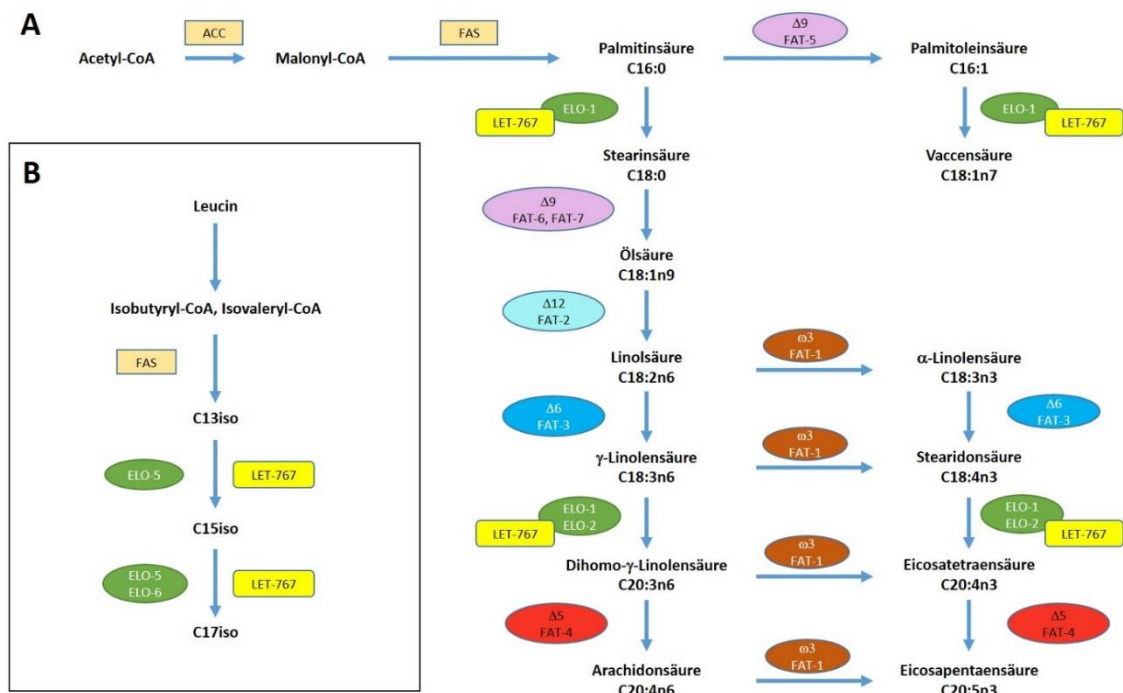 A
ACC
FAS
Δ9
FAT-5
Acetyl-CoA
Malonyl-CoA
Palmitinsäure
C16:0
Palmitoleinsäure
C16:1
ELO-1
LET-767
ELO-1
LET-767
Stearinsäure
C18:0
Vaccensäure
C18:1n7
Δ9
FAT-6, FAT-7
Ölsäure
C18:1n9
Δ12
FAT-2
Linolsäure
C18:2n6
ω3
FAT-1
α-Linolensäure
C18:3n3
Δ6
FAT-3
Δ6
FAT-3
γ-Linolensäure
C18:3n6
ω3
FAT-1
Stearidonsäure
C18:4n3
ELO-1
ELO-2
LET-767
ELO-1
ELO-2
LET-767
Dihomo-γ-Linolensäure
C20:3n6
ω3
FAT-1
Eicosatetraensäure
C20:4n3
Δ5
FAT-4
Δ5
FAT-4
Arachidonsäure
C20:4n6
ω3
FAT-1
Eicosapentaensäure
C20:5n3
B
Leucin
Isobutyryl-CoA, Isovaleryl-CoA
FAS
C13iso
ELO-5
LET-767
C15iso
ELO-5
ELO-6
LET-767
C17iso